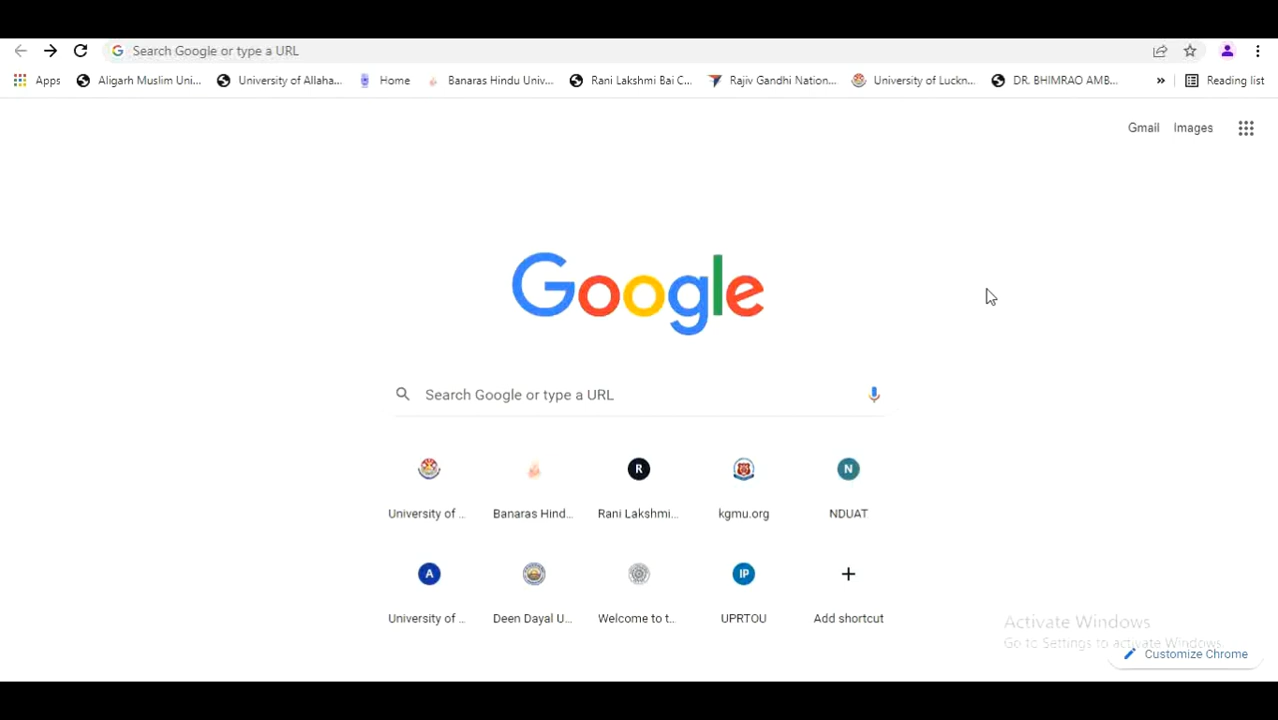 Search Google or type a URL
Apps Aligarh Muslim Uni... University of Allaha... Home Banaras Hindu Univ... Rani Lakshmi Bai C... Rajiv Gandhi Nation... University of Luckn... DR. BHIMRAO AMB... » Reading list
Gmail Images
Google
Search Google or type a URL
University of ... Banaras Hind... Rani Lakshmi... kgmu.org NDUAT
University of ... Deen Dayal U... Welcome to t... UPRTOU Add shortcut
R
N
A
IP
Activate Windows
Go to Settings to activate Windows.
Customize Chrome